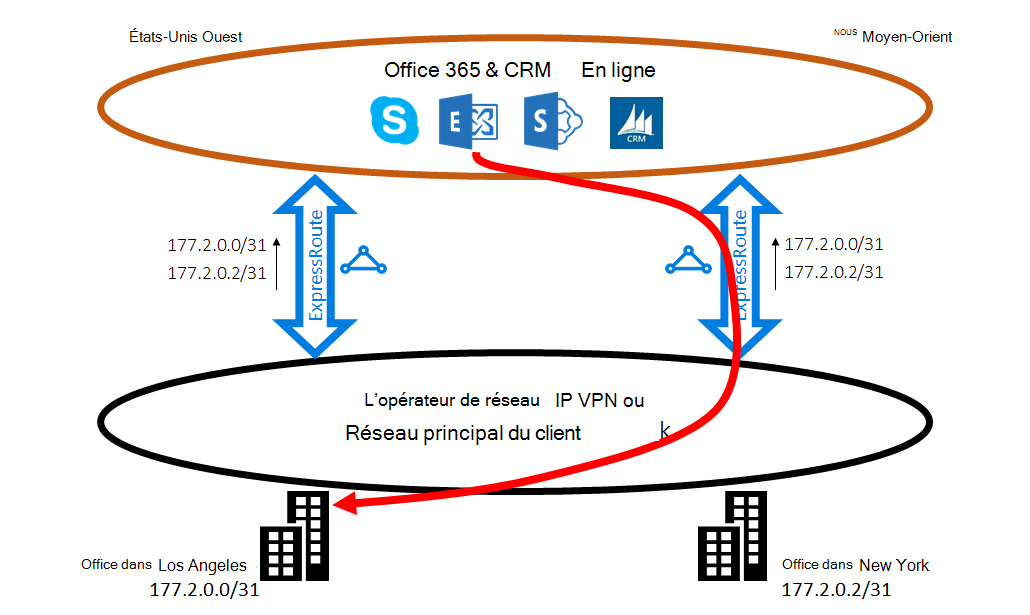 États-Unis Ouest
NOUS Moyen-Orient
Office 365 & CRM En ligne
S
E
S
CRM
177.2.0.0/31
177.2.0.2/31
ExpressRoute
ExpressRoute
177.2.0.0/31
177.2.0.2/31
L'opérateur de réseau IP VPN ou
Réseau principal du client k
Office dans Los Angeles
177.2.0.0/31
Office dans New York
177.2.0.2/31